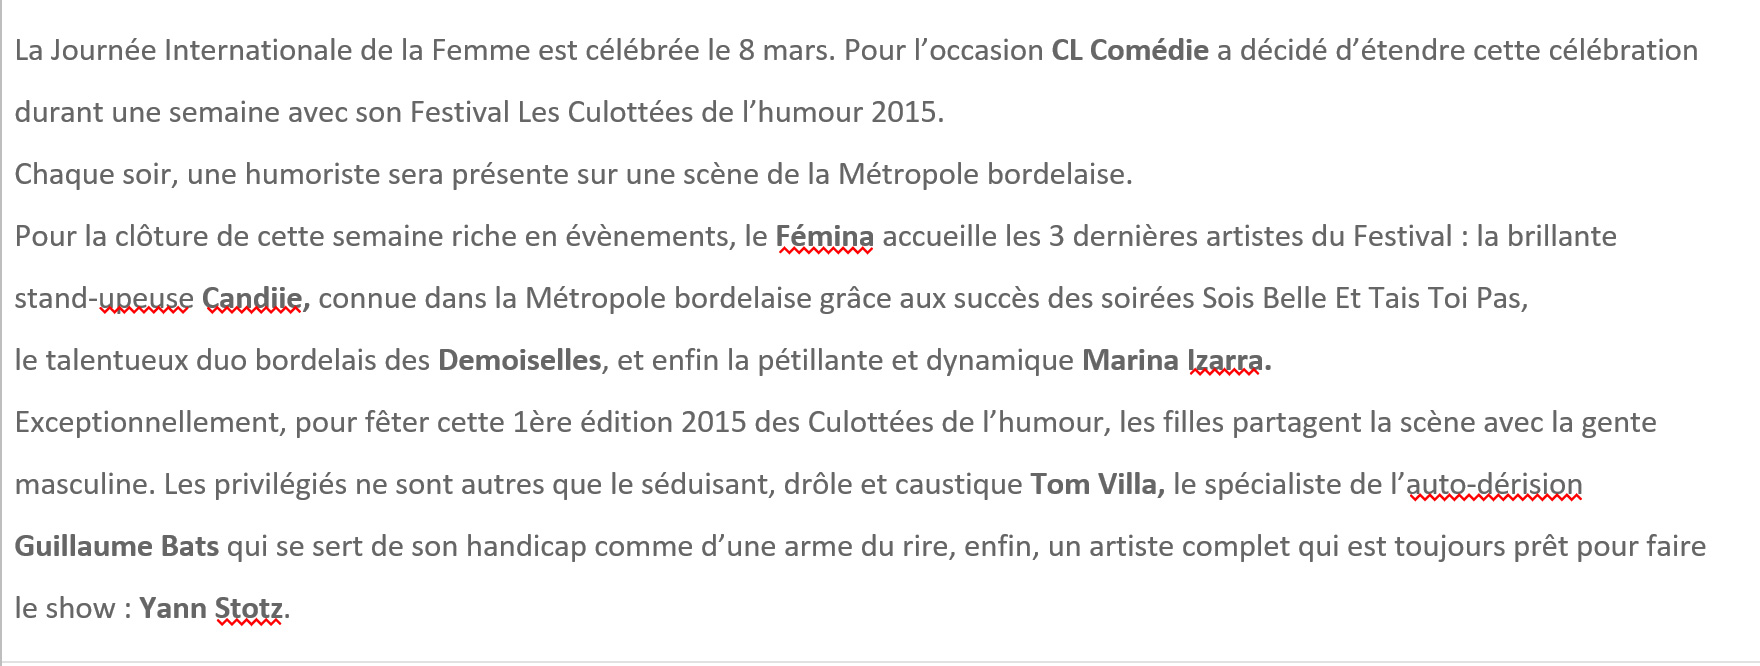 La Journée Internationale de la Femme est célébrée le 8 mars. Pour l’occasion CL Comédie a décidé d’étendre cette célébration
durant une semaine avec son Festival Les Culottées de l’humour 2015.
Chaque soir, une humoriste sera présente sur une scène de la Métropole bordelaise.
Pour la clôture de cette semaine riche en évènements, le Fémina accueille les 3 dernières artistes du Festival : la brillante
stand-upeuse Candiie, connue dans la Métropole bordelaise grâce aux succès des soirées Sois Belle Et Tais Toi Pas,
le talentueux duo bordelais des Demoiselles, et enfin la pétillante et dynamique Marina Izarra.
Exceptionnellement, pour fêter cette 1ère édition 2015 des Culottées de l’humour, les filles partagent la scène avec la gente
masculine. Les privilégiés ne sont autres que le séduisant, drôle et caustique Tom Villa, le spécialiste de l’auto-dérision
Guillaume Bats qui se sert de son handicap comme d’une arme du rire, enfin, un artiste complet qui est toujours prêt pour faire
le show : Yann Stotz.